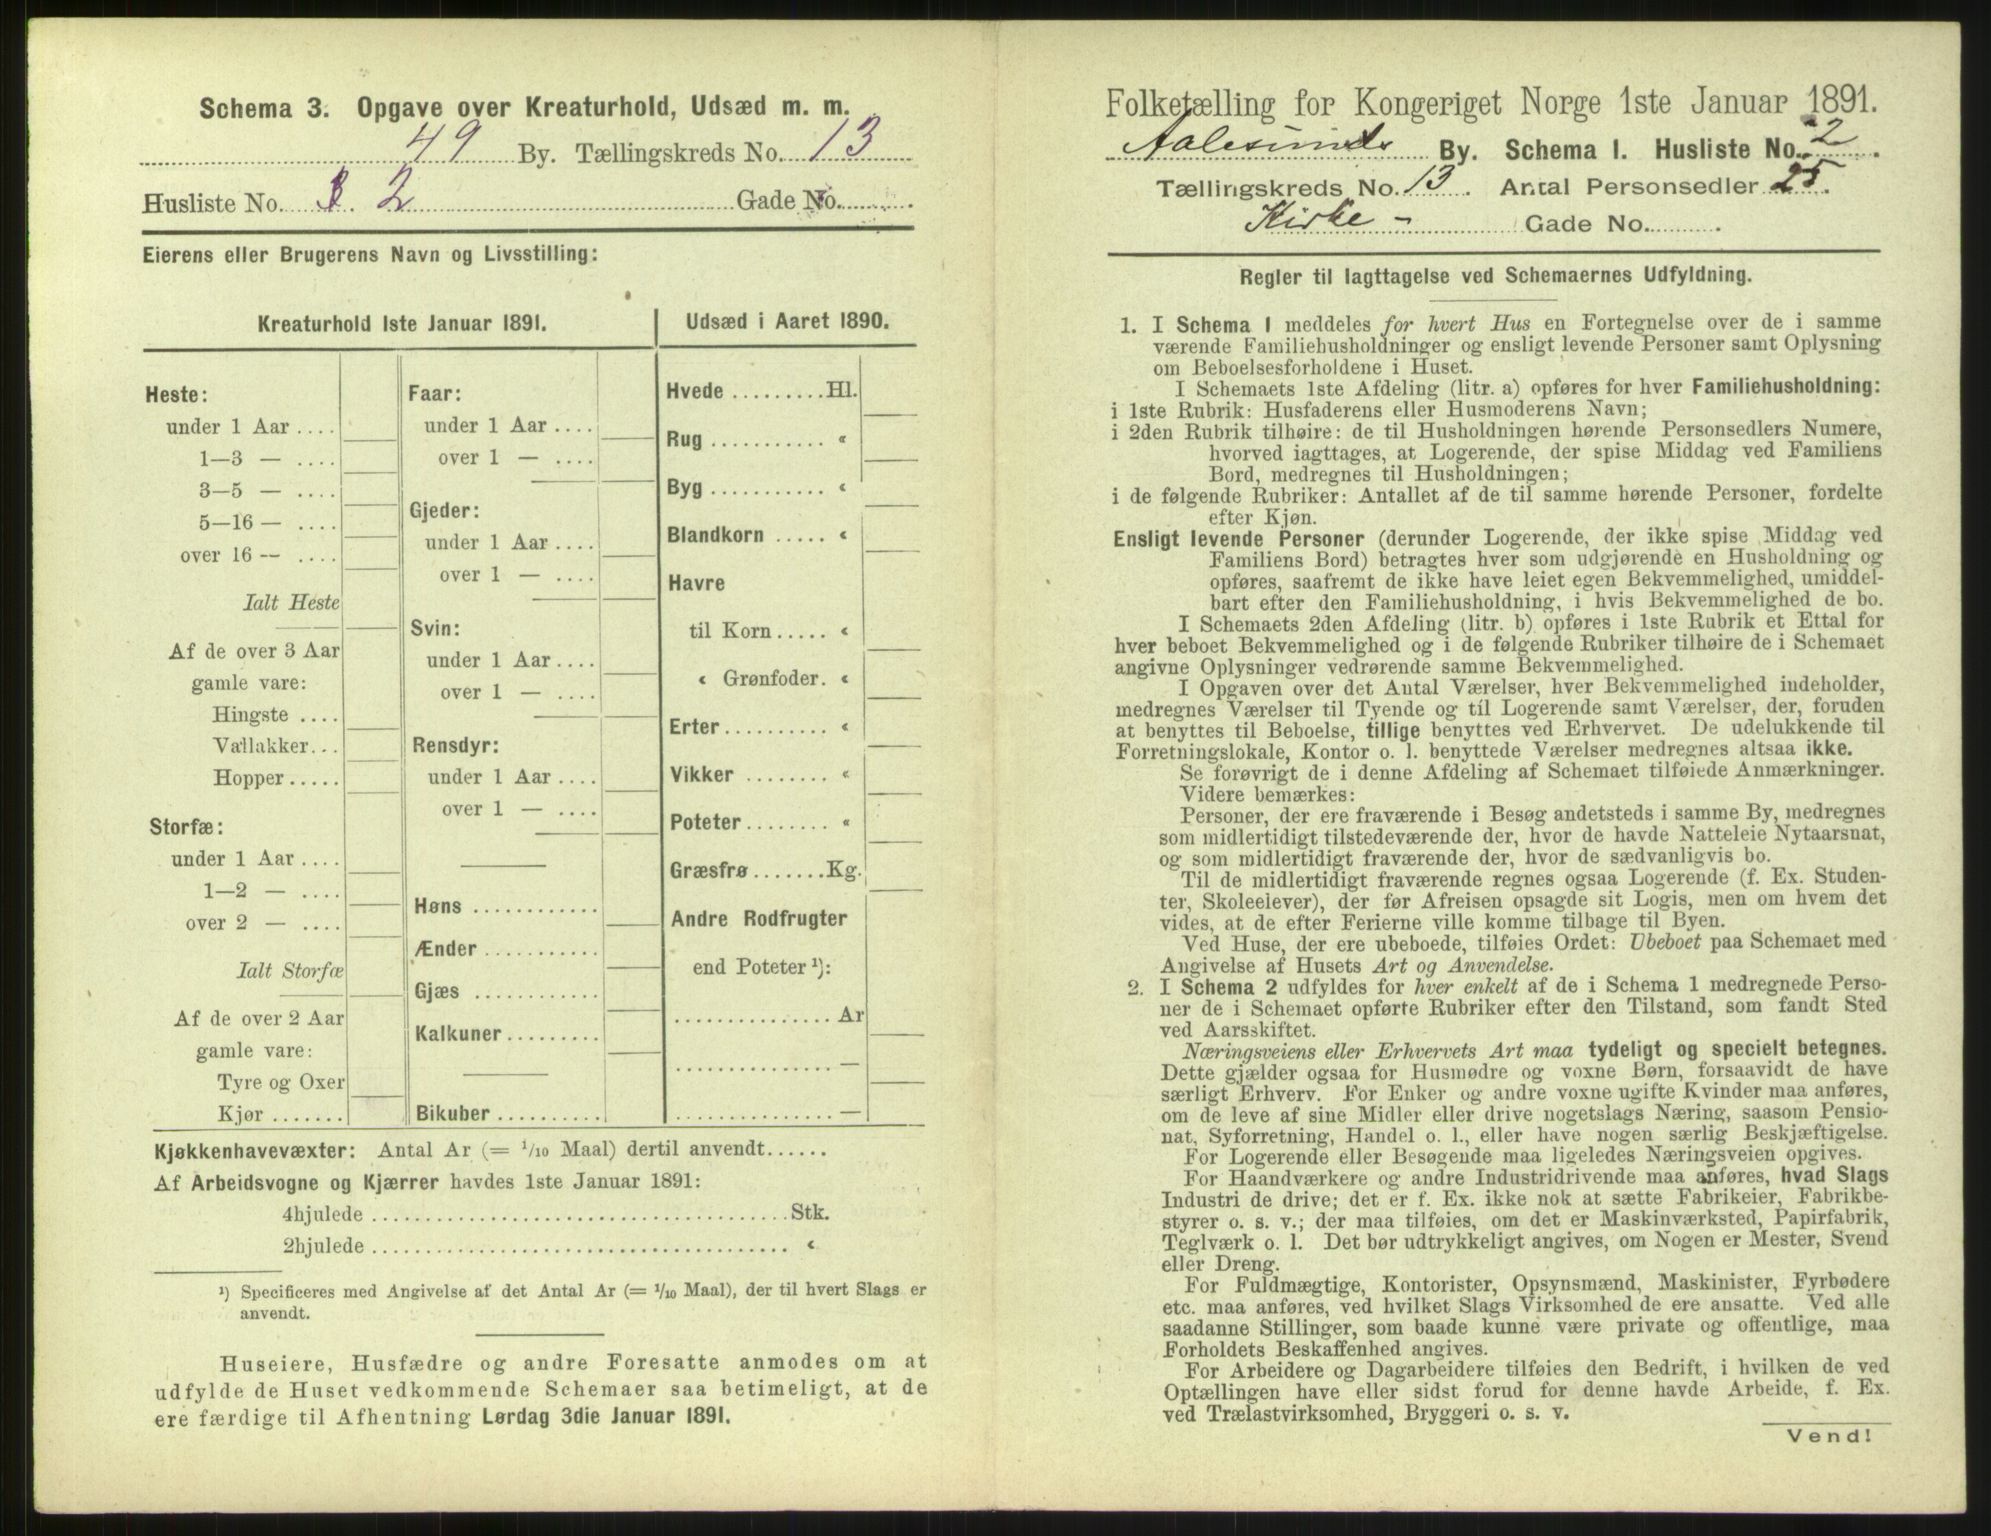 Schema 3. Opgave over Kreaturhold, Udsæd m. m.
49 By. Tællingskreds No. 13
Husliste No. 2 Gade No.
Eierens eller Brugerens Navn og Livsstilling:
Kreaturhold 1ste Januar 1891.
Heste:
under 1 Aar ....
1—3 — ....
3—5 — ....
5—16 — ....
over 16 — ....
Ialt Heste
Af de over 3 Aar
gamle vare:
Hingste ....
Vallakker...
Hopper.....
Storfæ:
under 1 Aar ....
1—2 — ....
over 2 — ....
Ialt Storfæ
Af de over 2 Aar
gamle vare:
Tyre og Oxer
Kjør .......
Faar:
under 1 Aar ....
over 1 — ....
Gjeder:
under 1 Aar ....
over 1 — ....
Svin:
under 1 Aar ....
over 1 — ....
Rensdyr:
under 1 Aar ....
over 1 — ....
Høns ............
Ænder ...........
Gjæs ............
Kalkuner.........
Bikuber ..........
Udsæd i Aaret 1890.
Hvede .........Hl.
Rug ........... «
Byg ........... «
Blandkorn ..... «
Havre
til Korn ..... «
« Grønfoder. «
Erter .......... «
Vikker ........ «
Poteter........ «
Græsfrø .......Kg.
Andre Rodfrugter
end Poteter ¹):
............... Ar
............... —
............... —
Kjøkkenhavevæxter: Antal Ar (= ¹/₁₀ Maal) dertil anvendt......
Af Arbeidsvogne og Kjærrer havdes 1ste Januar 1891:
4hjulede ....................................... Stk.
2hjulede ....................................... «
¹) Specificeres med Angivelse af det Antal Ar (= ¹/₁₀ Maal), der til hvert Slags er
anvendt.
Huseiere, Husfædre og andre Foresatte anmodes om at
udfylde de Huset vedkommende Schemaer saa betimeligt, at de
ere færdige til Afhentning Lørdag 3die Januar 1891.
Folketælling for Kongeriget Norge 1ste Januar 1891.
Aalesunds By. Schema I. Husliste No. 2.
Tællingskreds No. 13. Antal Personsedler 25.
Kirke - Gade No. .
Regler til Iagttagelse ved Schemaernes Udfyldning.
1. I Schema 1 meddeles for hvert Hus en Fortegnelse over de i samme
værende Familiehusholdninger og ensligt levende Personer samt Oplysning
om Beboelsesforholdene i Huset.
I Schemaets 1ste Afdeling (litr. a) opføres for hver Familiehusholdning:
i 1ste Rubrik: Husfaderens eller Husmoderens Navn;
i 2den Rubrik tilhøire: de til Husholdningen hørende Personsedlers Numere,
hvorved iagttages, at Logerende, der spise Middag ved Familiens
Bord, medregnes til Husholdningen;
i de følgende Rubriker: Antallet af de til samme hørende Personer, fordelte
efter Kjøn.
Ensligt levende Personer (derunder Logerende, der ikke spise Middag ved
Familiens Bord) betragtes hver som udgjørende en Husholdning og
opføres, saafremt de ikke have leiet egen Bekvemmelighed, umiddel-
bart efter den Familiehusholdning, i hvis Bekvemmelighed de bo.
I Schemaets 2den Afdeling (litr. b) opføres i 1ste Rubrik et Ettal for
hver beboet Bekvemmelighed og i de følgende Rubriker tilhøire de i Schemaet
angivne Oplysninger vedrørende samme Bekvemmelighed.
I Opgaven over det Antal Værelser, hver Bekvemmelighed indeholder,
medregnes Værelser til Tyende og til Logerende samt Værelser, der, foruden
at benyttes til Beboelse, tillige benyttes ved Erhvervet. De udelukkende til
Forretningslokale, Kontor o. l. benyttede Værelser medregnes altsaa ikke.
Se forøvrigt de i denne Afdeling af Schemaet tilføiede Anmærkninger.
Videre bemærkes:
Personer, der ere fraværende i Besøg andetsteds i samme By, medregnes
som midlertidigt tilstedeværende der, hvor de havde Natteleie Nytaarsnat,
og som midlertidigt fraværende der, hvor de sædvanligvis bo.
Til de midlertidigt fraværende regnes ogsaa Logerende (f. Ex. Studen-
ter, Skoleelever), der før Afreisen opsagde sit Logis, men om hvem det
vides, at de efter Ferierne ville komme tilbage til Byen.
Ved Huse, der ere ubeboede, tilføies Ordet: Ubeboet paa Schemaet med
Angivelse af Husets Art og Anvendelse.
2. I Schema 2 udfyldes for hver enkelt af de i Schema 1 medregnede Perso-
ner de i Schemaet opførte Rubriker efter den Tilstand, som fandt Sted
ved Aarsskiftet.
Næringsveiens eller Erhvervets Art maa tydeligt og specielt betegnes.
Dette gjælder ogsaa for Husmødre og voxne Børn, forsaavidt de have
særligt Erhverv. For Enker og andre voxne ugifte Kvinder maa anføres,
om de leve af sine Midler eller drive nogetslags Næring, saasom Pensio-
nat, Syforretning, Handel o. l., eller have nogen særlig Beskjæftigelse.
For Logerende eller Besøgende maa ligeledes Næringsveien opgives.
For Haandværkere og andre Industridrivende maa anføres, hvad Slags
Industri de drive; det er f. Ex. ikke nok at sætte Fabrikeier, Fabrikbe-
styrer o. s. v.; der maa tilføies, om det er Maskinværksted, Papirfabrik,
Teglværk o. l. Det bør udtrykkeligt angives, om Nogen er Mester, Svend
eller Dreng.
For Fuldmægtige, Kontorister, Opsynsmænd, Maskinister, Fyrbødere
etc. maa anføres, ved hvilket Slags Virksomhed de ere ansatte. Ved alle
saadanne Stillinger, som baade kunne være private og offentlige, maa
Forholdets Beskaffenhed angives.
For Arbeidere og Dagarbeidere tilføies den Bedrift, i hvilken de ved
Optællingen have eller sidst forud for denne havde Arbeide, f. Ex.
ved Trælastvirksomhed, Bryggeri o. s. v.
Vend!